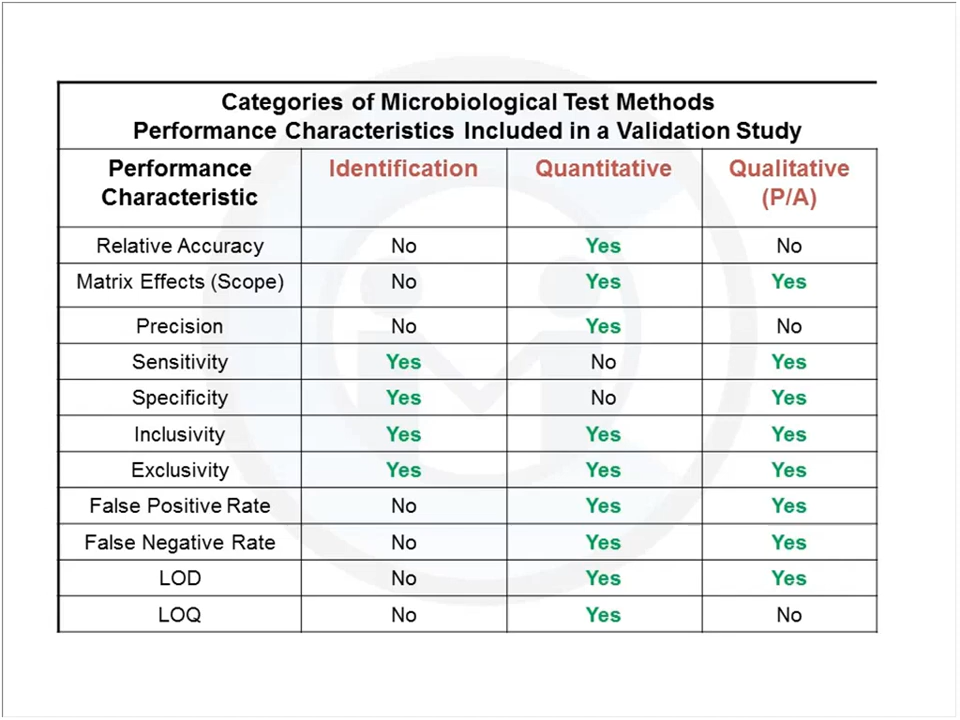 Categories of Microbiological Test Methods
Performance Characteristics Included in a Validation Study
Performance Characteristic Identification Quantitative Qualitative (P/A)
Relative Accuracy No Yes No
Matrix Effects (Scope) No Yes Yes
Precision No Yes No
Sensitivity Yes No Yes
Specificity Yes No Yes
Inclusivity Yes Yes Yes
Exclusivity Yes Yes Yes
False Positive Rate No Yes Yes
False Negative Rate No Yes Yes
LOD No Yes Yes
LOQ No Yes No